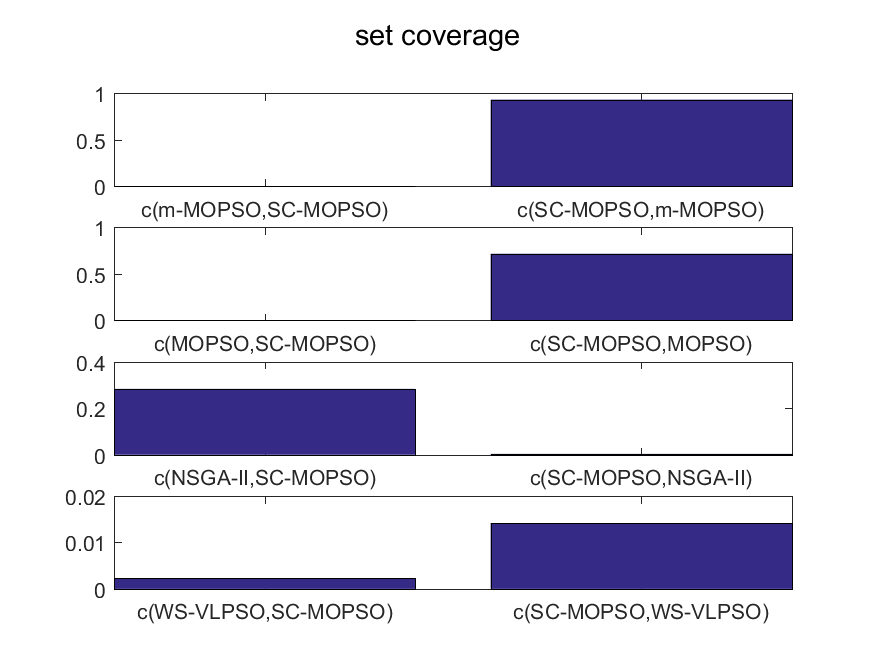 set coverage
1
0.5
0
c(m-MOPSO,SC-MOPSO) c(SC-MOPSO,m-MOPSO)
1
0.5
0
c(MOPSO,SC-MOPSO) c(SC-MOPSO,MOPSO)
0.4
0.2
0
c(NSGA-II,SC-MOPSO) c(SC-MOPSO,NSGA-II)
0.02
0.01
0
c(WS-VLPSO,SC-MOPSO) c(SC-MOPSO,WS-VLPSO)